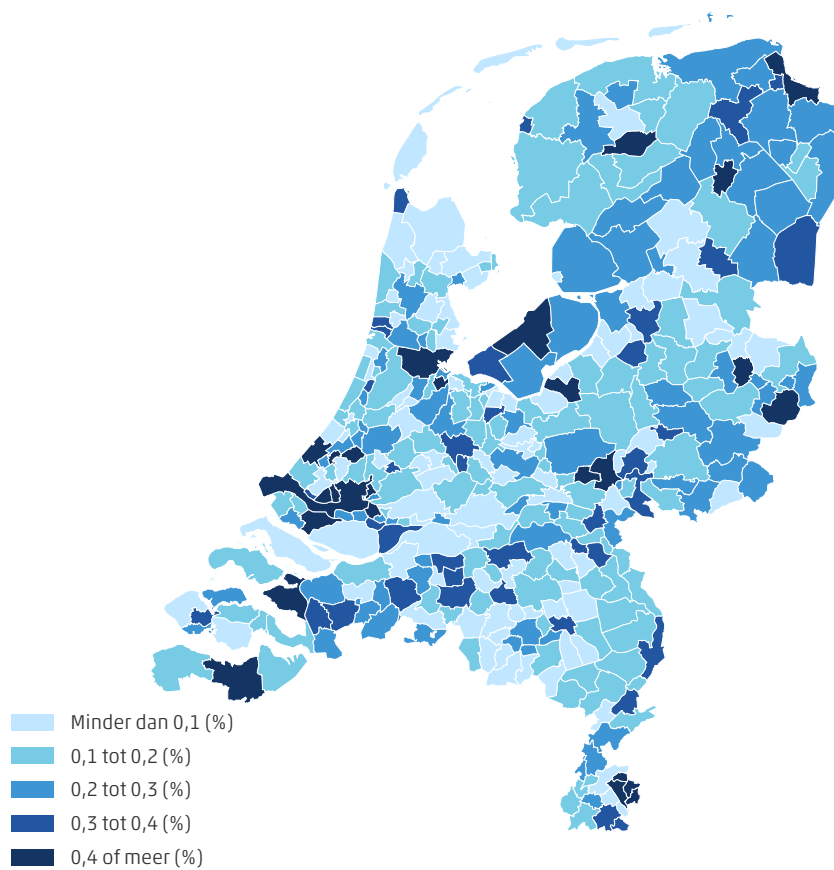 Minder dan 0,1 (%)
0,1 tot 0,2 (%)
0,2 tot 0,3 (%)
0,3 tot 0,4 (%)
0,4 of meer (%)